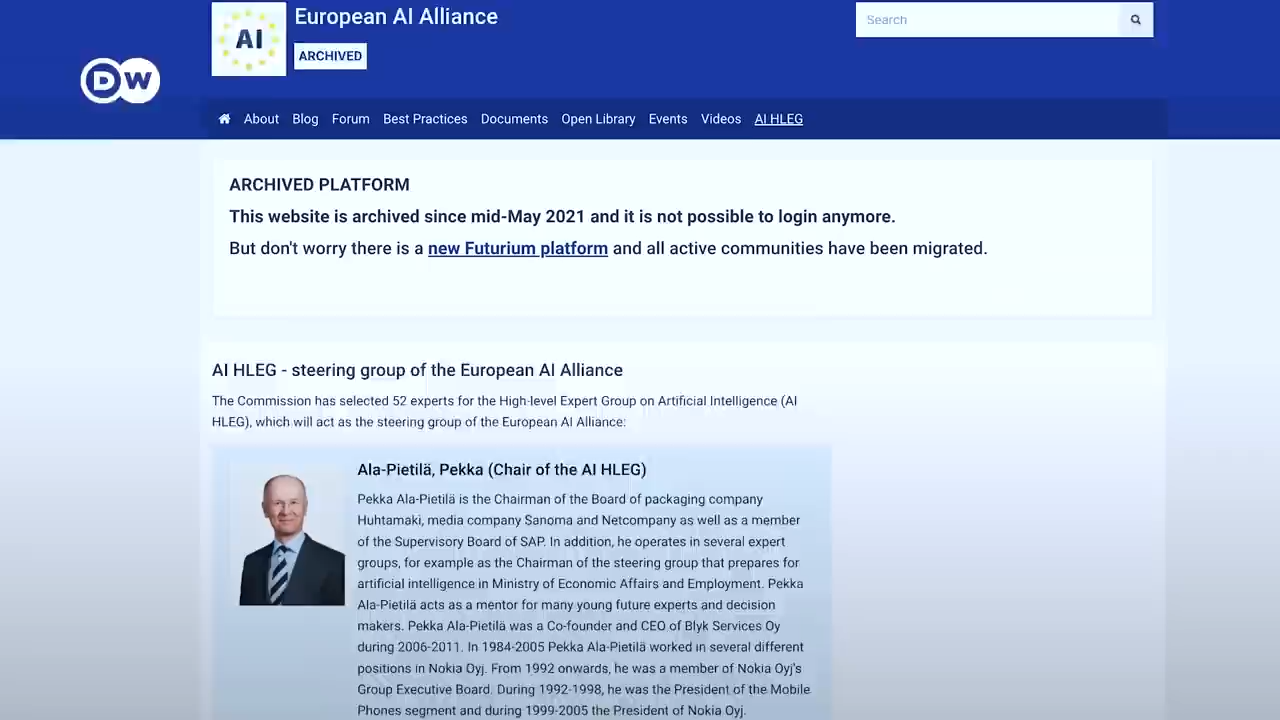 European AI Alliance
AI
ARCHIVED
Search
DW
About Blog Forum Best Practices Documents Open Library Events Videos AI HLEG
ARCHIVED PLATFORM
This website is archived since mid-May 2021 and it is not possible to login anymore.
But don't worry there is a new Futurium platform and all active communities have been migrated.
AI HLEG - steering group of the European AI Alliance
The Commission has selected 52 experts for the High-level Expert Group on Artificial Intelligence (AI
HLEG), which will act as the steering group of the European AI Alliance:
Ala-Pietilä, Pekka (Chair of the AI HLEG)
Pekka Ala-Pietilä is the Chairman of the Board of packaging company
Huhtamaki, media company Sanoma and Netcompany as well as a member
of the Supervisory Board of SAP. In addition, he operates in several expert
groups, for example as the Chairman of the steering group that prepares for
artificial intelligence in Ministry of Economic Affairs and Employment. Pekka
Ala-Pietilä acts as a mentor for many young future experts and decision
makers. Pekka Ala-Pietilä was a Co-founder and CEO of Blyk Services Oy
during 2006-2011. In 1984-2005 Pekka Ala-Pietilä worked in several different
positions in Nokia Oyj. From 1992 onwards, he was a member of Nokia Oyj's
Group Executive Board. During 1992-1998, he was the President of the Mobile
Phones segment and during 1999-2005 the President of Nokia Oyj.